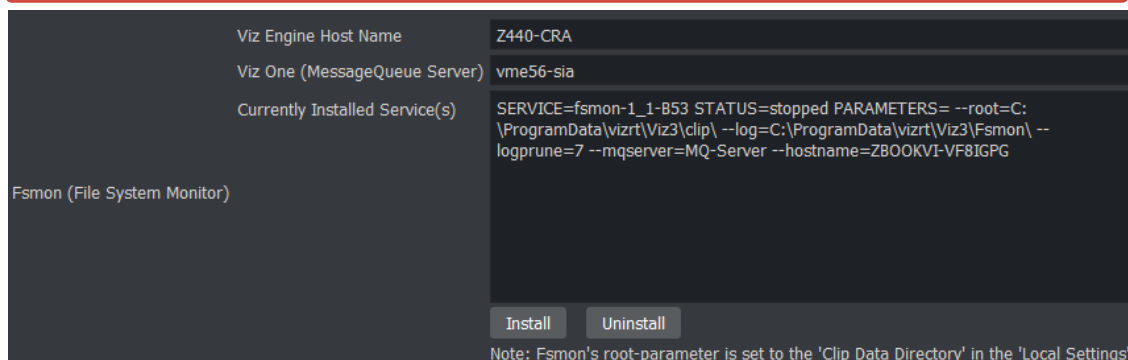 Viz Engine Host Name Z440-CRA
Viz One (MessageQueue Server) vme56-sia
Currently Installed Service(s) SERVICE=fsmon-1_1-B53 STATUS=stopped PARAMETERS= --root=C:
\ProgramData\vizrt\Viz3\clip\ --log=C:\ProgramData\vizrt\Viz3\Fsmon\ --
logprune=7 --mqserver=MQ-Server --hostname=ZBOOKVI-VF8IGPG
Fsmon (File System Monitor)
Install Uninstall
Note: Fsmon's root-parameter is set to the 'Clip Data Directory' in the 'Local Settings'